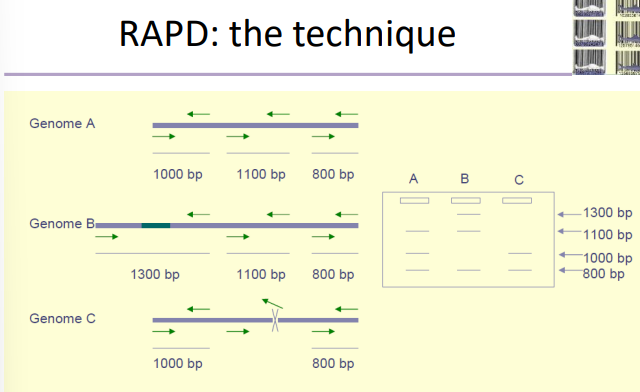 RAPD: the technique
Genome A
1000 bp 1100 bp 800 bp
Genome B
1300 bp 1100 bp 800 bp
Genome C
1000 bp 800 bp
A B C
1300 bp
1100 bp
1000 bp
800 bp